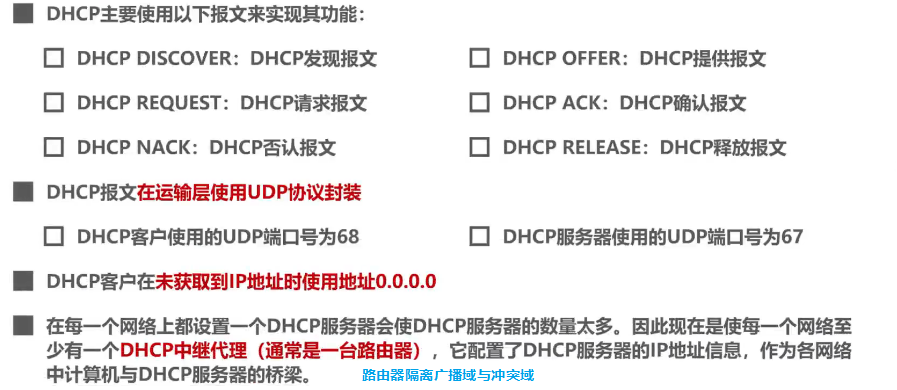 DHCP主要使用以下报文来实现其功能：
DHCP DISCOVER：DHCP发现报文
DHCP OFFER：DHCP提供报文
DHCP REQUEST：DHCP请求报文
DHCP ACK：DHCP确认报文
DHCP NACK：DHCP否认报文
DHCP RELEASE：DHCP释放报文
DHCP报文在运输层使用UDP协议封装
DHCP客户使用的UDP端口号为68
DHCP服务器使用的UDP端口号为67
DHCP客户在未获取到IP地址时使用地址0.0.0.0
在每一个网络上都设置一个DHCP服务器会使DHCP服务器的数量太多。因此现在是使每一个网络至
少有一个DHCP中继代理（通常是一台路由器），它配置了DHCP服务器的IP地址信息，作为各网络
中计算机与DHCP服务器的桥梁。
路由器隔离广播域与冲突域